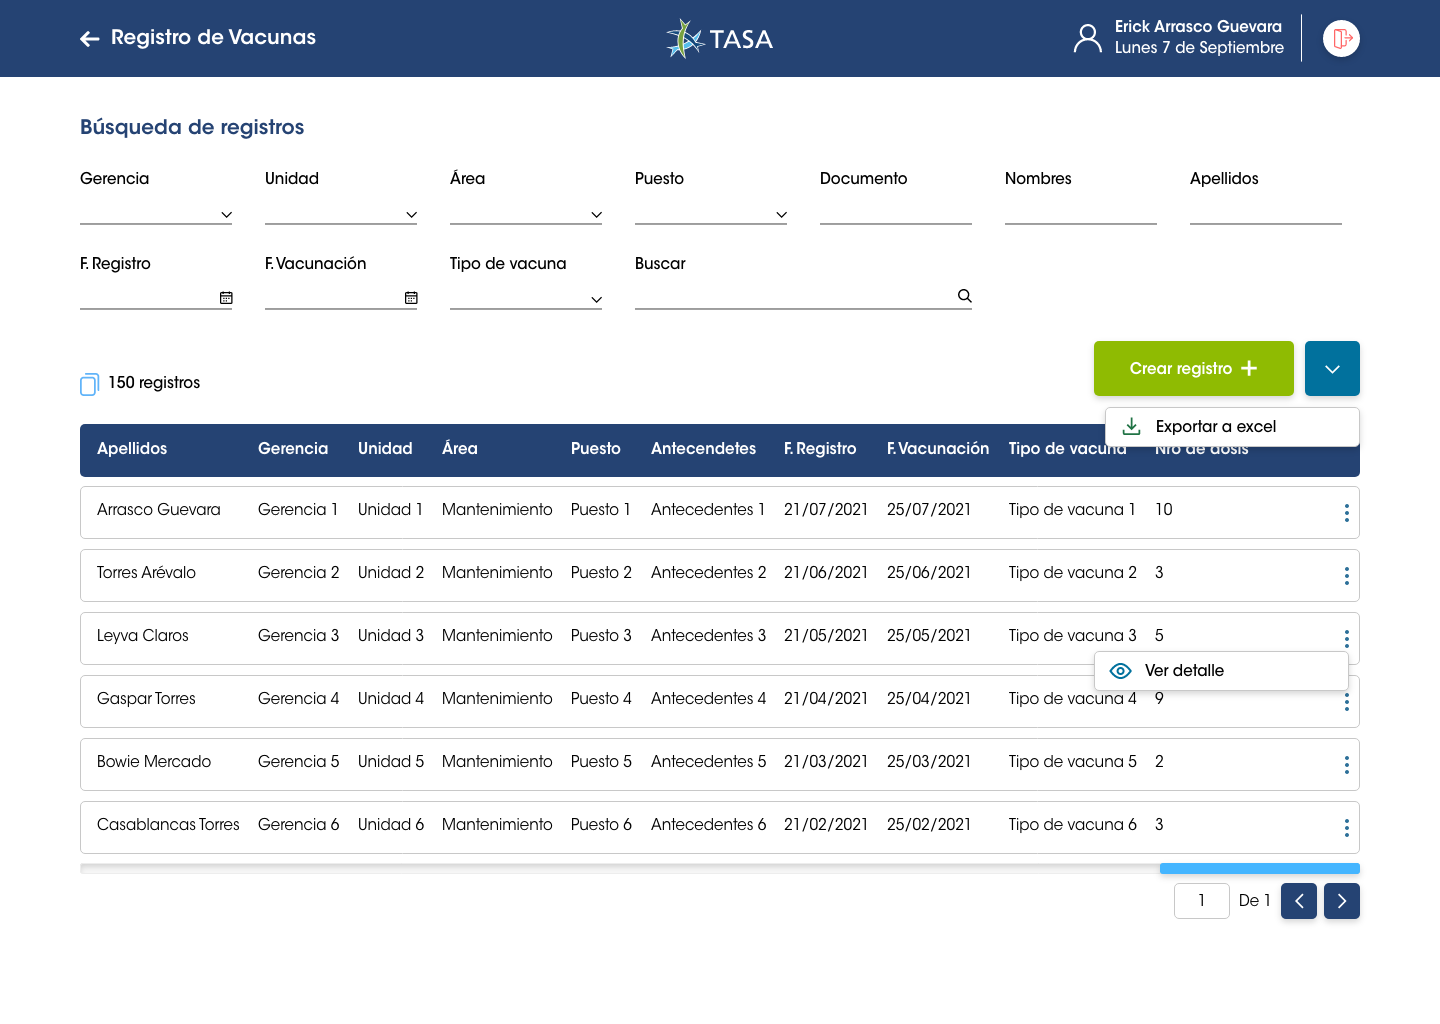 Registro de Vacunas
TASA
Erick Arrasco Guevara
Lunes 7 de Septiembre
Búsqueda de registros
Gerencia Unidad Área Puesto Documento Nombres Apellidos
F. Registro F. Vacunación Tipo de vacuna Buscar
150 registros
Crear registro
Exportar a excel
Apellidos Gerencia Unidad Área Puesto Antecendetes F. Registro F. Vacunación Tipo de vacuna Nro de dosis
Arrasco Guevara Gerencia 1 Unidad 1 Mantenimiento Puesto 1 Antecedentes 1 21/07/2021 25/07/2021 Tipo de vacuna 1 10
Torres Arévalo Gerencia 2 Unidad 2 Mantenimiento Puesto 2 Antecedentes 2 21/06/2021 25/06/2021 Tipo de vacuna 2 3
Leyva Claros Gerencia 3 Unidad 3 Mantenimiento Puesto 3 Antecedentes 3 21/05/2021 25/05/2021 Tipo de vacuna 3 5
Ver detalle
Gaspar Torres Gerencia 4 Unidad 4 Mantenimiento Puesto 4 Antecedentes 4 21/04/2021 25/04/2021 Tipo de vacuna 4 9
Bowie Mercado Gerencia 5 Unidad 5 Mantenimiento Puesto 5 Antecedentes 5 21/03/2021 25/03/2021 Tipo de vacuna 5 2
Casablancas Torres Gerencia 6 Unidad 6 Mantenimiento Puesto 6 Antecedentes 6 21/02/2021 25/02/2021 Tipo de vacuna 6 3
1 De 1